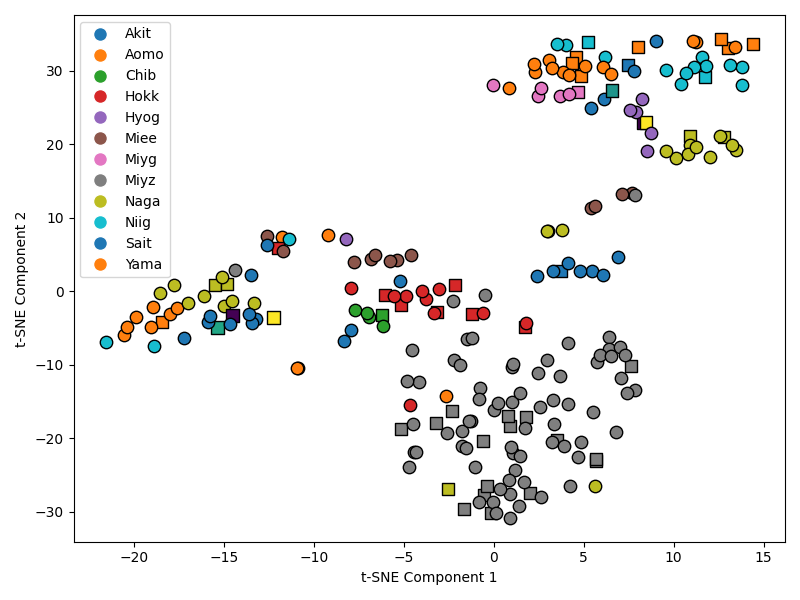 Akit
Aomo
Chib
Hokk
Hyog
Miee
Miyg
Miyz
Naga
Niig
Sait
Yama
t-SNE Component 2
30
20
10
0
−10
−20
−30
−20
−15
−10
−5
0
5
10
15
t-SNE Component 1